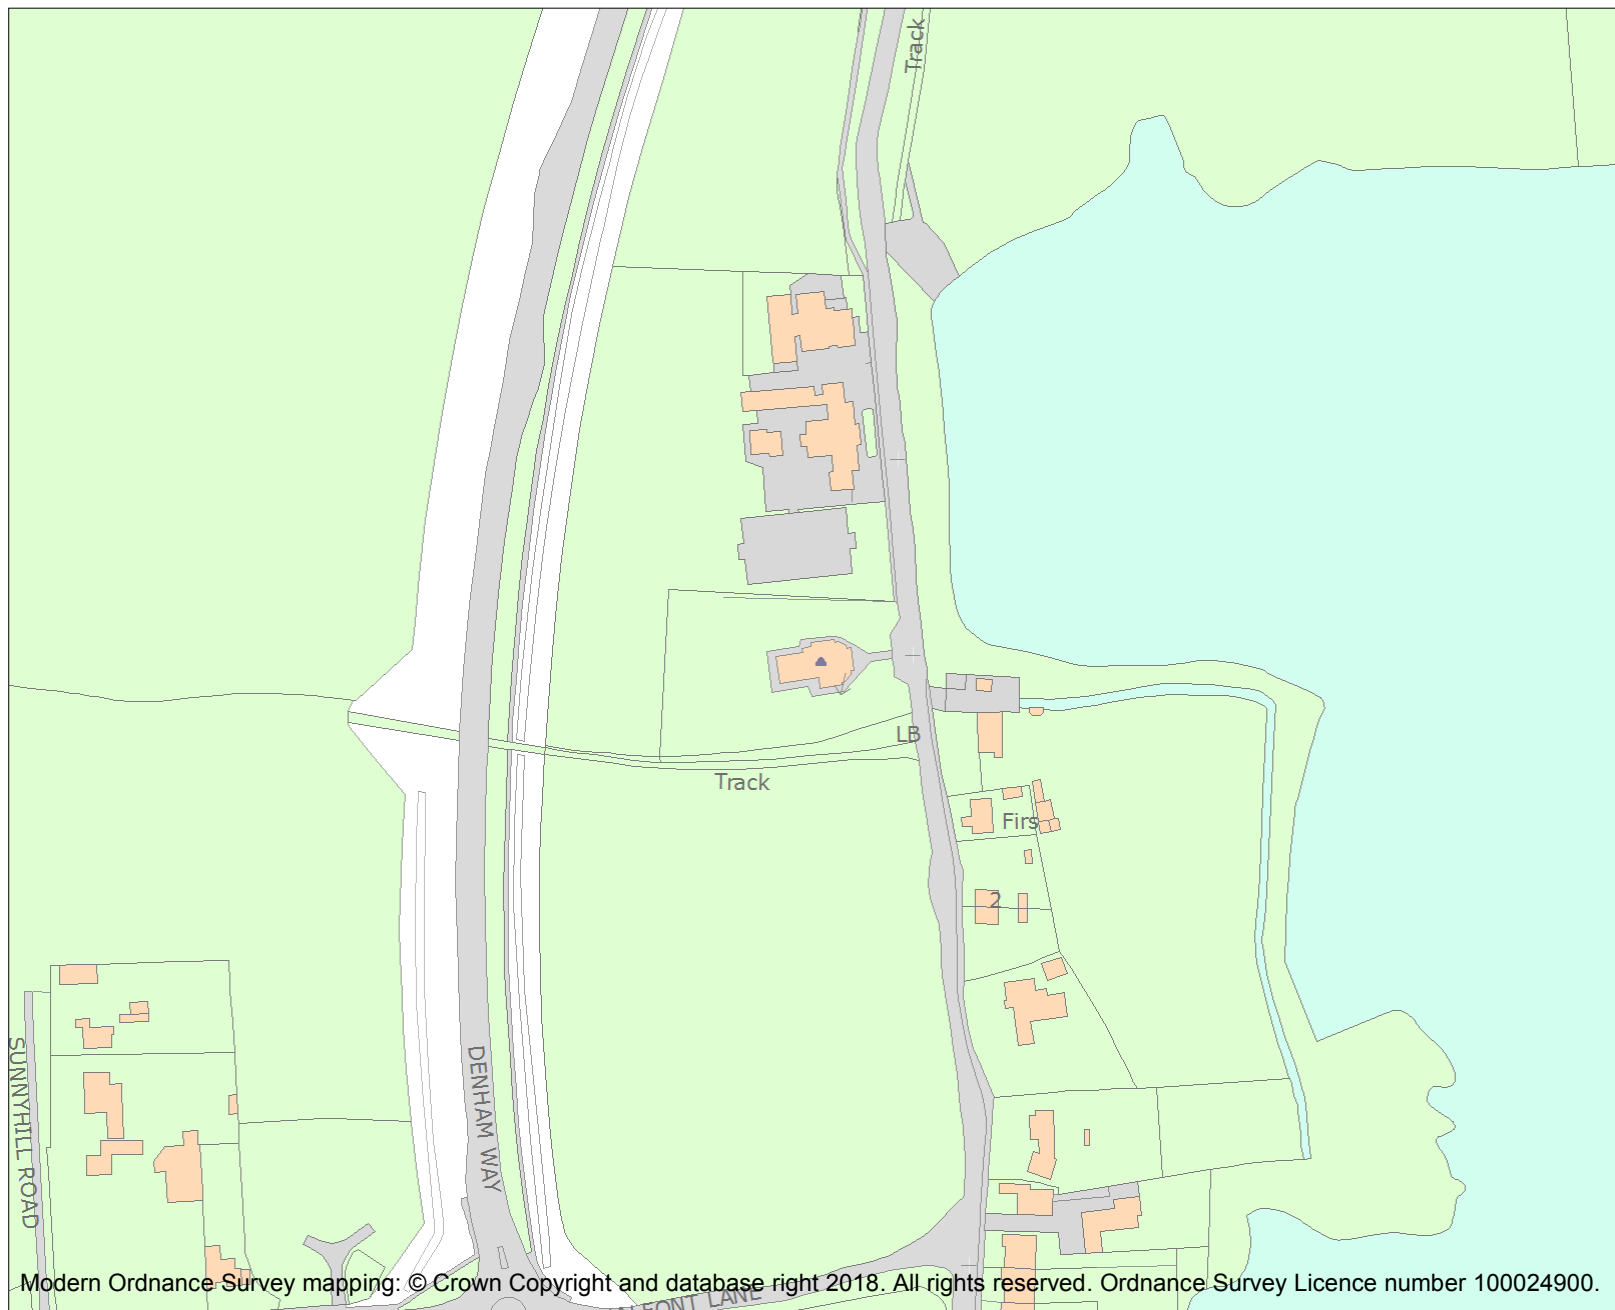 Track
LB
Track
Firs
2
SUNNYHILL ROAD
DENHAM WAY
LANE
Modern Ordnance Survey mapping: © Crown Copyright and database right 2018. All rights reserved. Ordnance Survey Licence number 100024900.